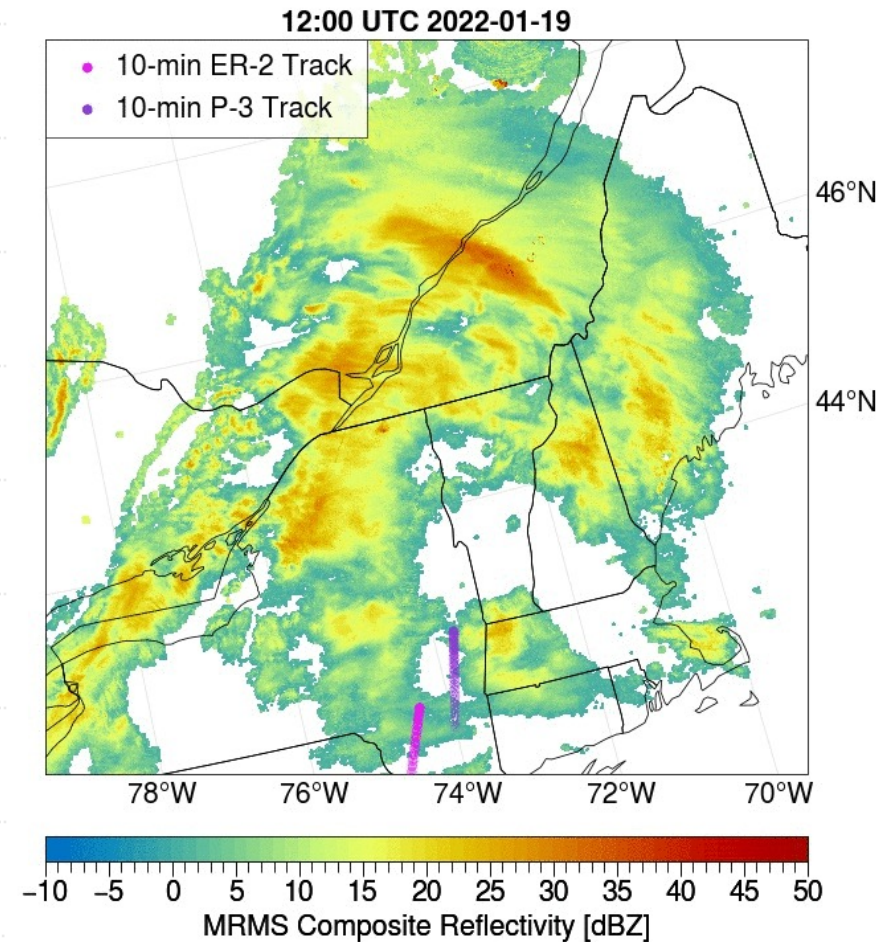 12:00 UTC 2022-01-19
10-min ER-2 Track
10-min P-3 Track
46°N
44°N
78°W 76°W 74°W 72°W 70°W
−10 −5 0 5 10 15 20 25 30 35 40 45 50
MRMS Composite Reflectivity [dBZ]